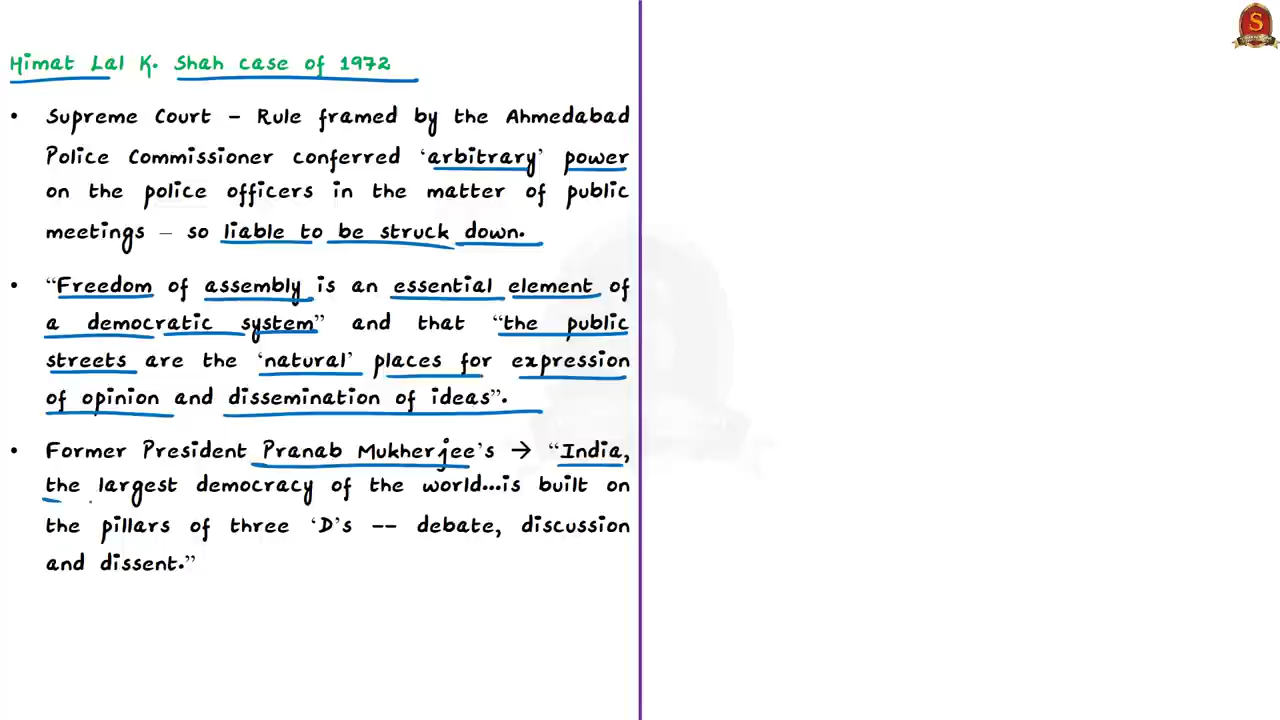 Himat Lal K. Shah case of 1972
• Supreme Court – Rule framed by the Ahmedabad
Police Commissioner conferred ‘arbitrary’ power
on the police officers in the matter of public
meetings – so liable to be struck down.
• “Freedom of assembly is an essential element of
a democratic system” and that “the public
streets are the ‘natural’ places for expression
of opinion and dissemination of ideas”.
• Former President Pranab Mukherjee’s → “India,
the largest democracy of the world...is built on
the pillars of three ‘D’s -- debate, discussion
and dissent.”
S